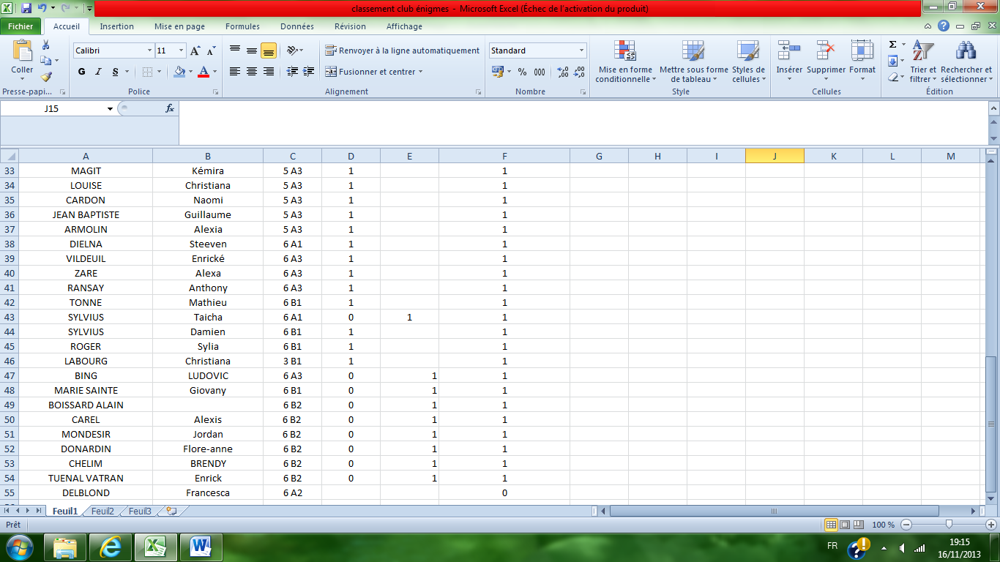 classement club énigmes - Microsoft Excel (Échec de l'activation du produit)
Fichier Accueil Insertion Mise en page Formules Données Révision Affichage
Coller
Presse-papi...
Calibri 11
G I S
Police
Renvoyer à la ligne automatiquement
Fusionner et centrer
Alignement
Standard
% 000
Nombre
Mise en forme conditionnelle
Mettre sous forme de tableau
Styles de cellules
Style
Insérer Supprimer Format
Cellules
Trier et filtrer
Rechercher et sélectionner
Édition
J15 fx
A B C D E F G H I J K L M
33 MAGIT Kémira 5 A3 1 1
34 LOUISE Christiana 5 A3 1 1
35 CARDON Naomi 5 A3 1 1
36 JEAN BAPTISTE Guillaume 5 A3 1 1
37 ARMOLIN Alexia 5 A3 1 1
38 DIELNA Steeven 6 A1 1 1
39 VILDEUIL Enrické 6 A3 1 1
40 ZARE Alexa 6 A3 1 1
41 RANSAY Anthony 6 A3 1 1
42 TONNE Mathieu 6 B1 1 1
43 SYLVIUS Taicha 6 A1 0 1 1
44 SYLVIUS Damien 6 B1 1 1
45 ROGER Sylia 6 B1 1 1
46 LABOURG Christiana 3 B1 1 1
47 BING LUDOVIC 6 A3 0 1 1
48 MARIE SAINTE Giovany 6 B1 0 1 1
49 BOISSARD ALAIN 6 B2 0 1 1
50 CAREL Alexis 6 B2 0 1 1
51 MONDESIR Jordan 6 B2 0 1 1
52 DONARDIN Flore-anne 6 B2 0 1 1
53 CHELIM BRENDY 6 B2 0 1 1
54 TUENAL VATRAN Enrick 6 B2 0 1 1
55 DELBLOND Francesca 6 A2 0
Feuil1 Feuil2 Feuil3
Prêt 100 %
FR 19:15
16/11/2013